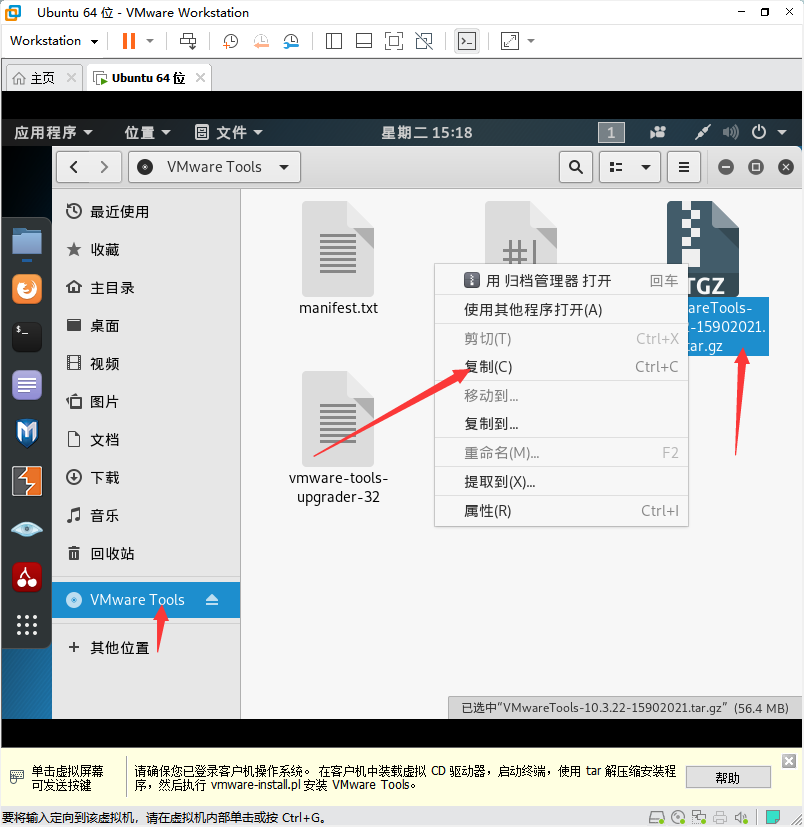 Ubuntu 64 位 - VMware Workstation
Workstation
主页
Ubuntu 64 位
应用程序
位置
文件
星期二 15:18
1
VMware Tools
最近使用
收藏
主目录
桌面
视频
图片
文档
下载
音乐
回收站
VMware Tools
其他位置
manifest.txt
#!
TGZ
areTools-
2-15902021.
tar.gz
vmware-tools-
upgrader-32
用 归档管理器 打开 回车
使用其他程序打开(A)
剪切(T) Ctrl+X
复制(C) Ctrl+C
移动到...
复制到...
重命名(M)... F2
提取到(X)...
属性(R) Ctrl+I
已选中“VMwareTools-10.3.22-15902021.tar.gz” (56.4 MB)
单击虚拟屏幕
可发送按键
请确保您已登录客户机操作系统。 在客户机中装载虚拟 CD 驱动器，启动终端，使用 tar 解压缩安装程
序，然后执行 vmware-install.pl 安装 VMware Tools。
帮助
要将输入定向到该虚拟机，请在虚拟机内部单击或按 Ctrl+G。